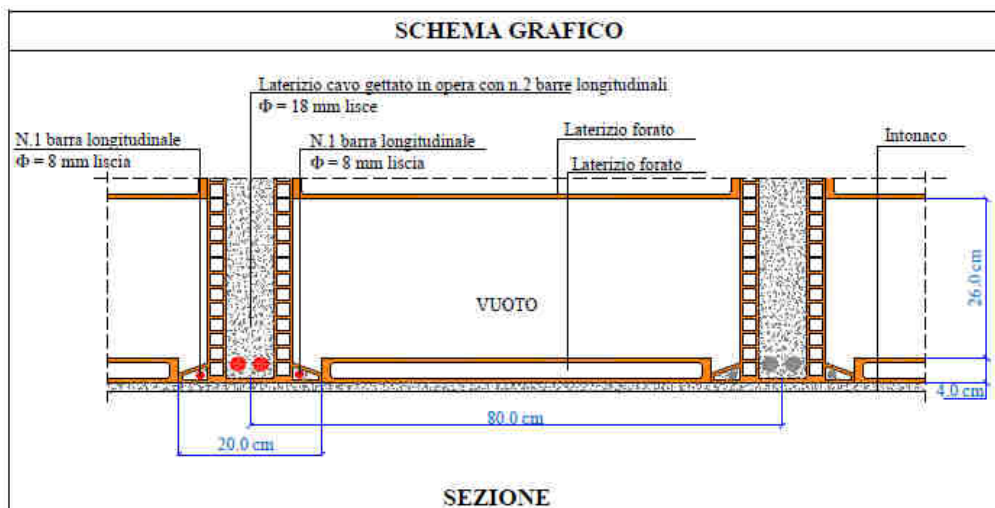 SCHEMA GRAFICO
Laterizio cavo gettato in opera con n.2 barre longitudinali
Φ = 18 mm lisce
N.1 barra longitudinale
Φ = 8 mm liscia
N.1 barra longitudinale
Φ = 8 mm liscia
Laterizio forato
Laterizio forato
Intonaco
VUOTO
26.0 cm
4.0 cm
80.0 cm
20.0 cm
SEZIONE